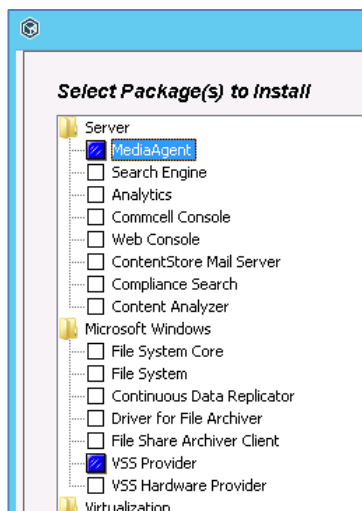 Select Package(s) to Install
Server
MediaAgent
Search Engine
Analytics
Commcell Console
Web Console
ContentStore Mail Server
Compliance Search
Content Analyzer
Microsoft Windows
File System Core
File System
Continuous Data Replicator
Driver for File Archiver
File Share Archiver Client
VSS Provider
VSS Hardware Provider
Virtualization